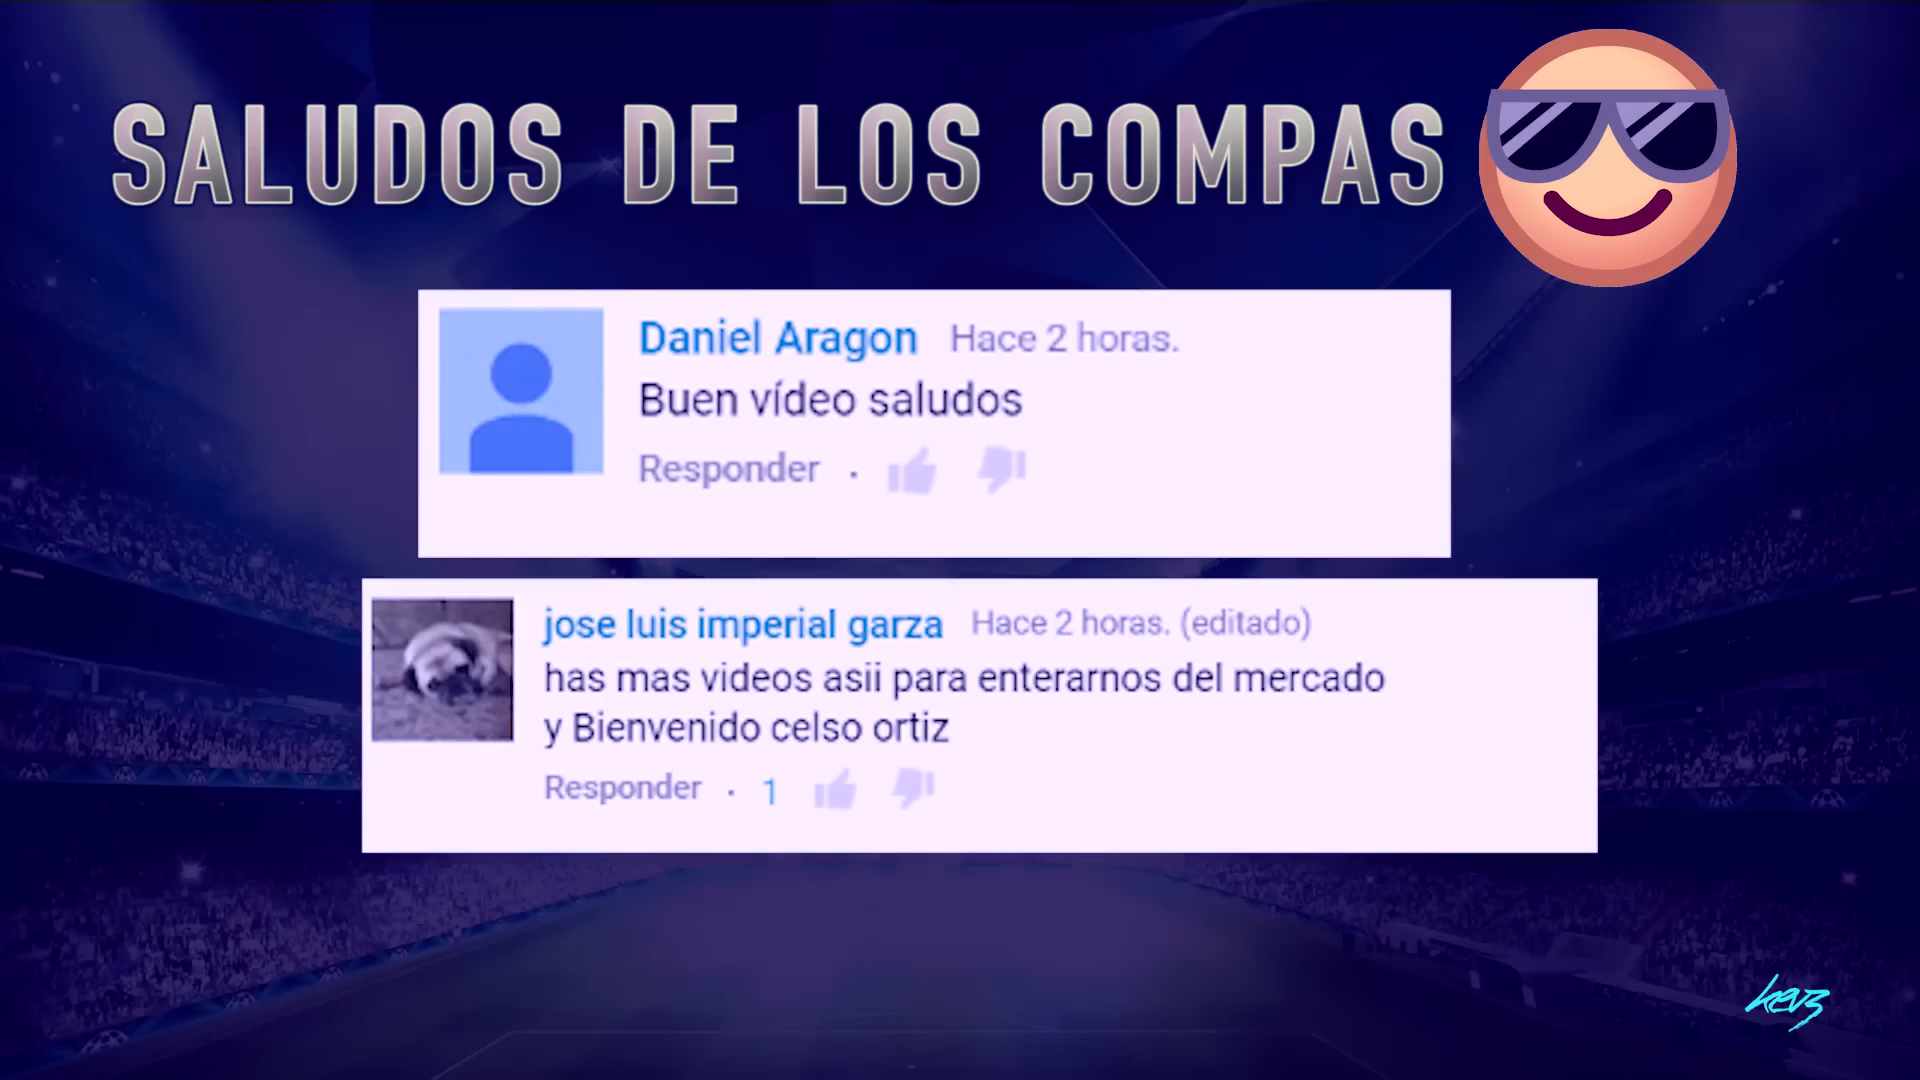 SALUDOS DE LOS COMPAS
Daniel Aragon Hace 2 horas.
Buen vídeo saludos
Responder ·
jose luis imperial garza Hace 2 horas. (editado)
has mas videos asii para enterarnos del mercado
y Bienvenido celso ortiz
Responder · 1